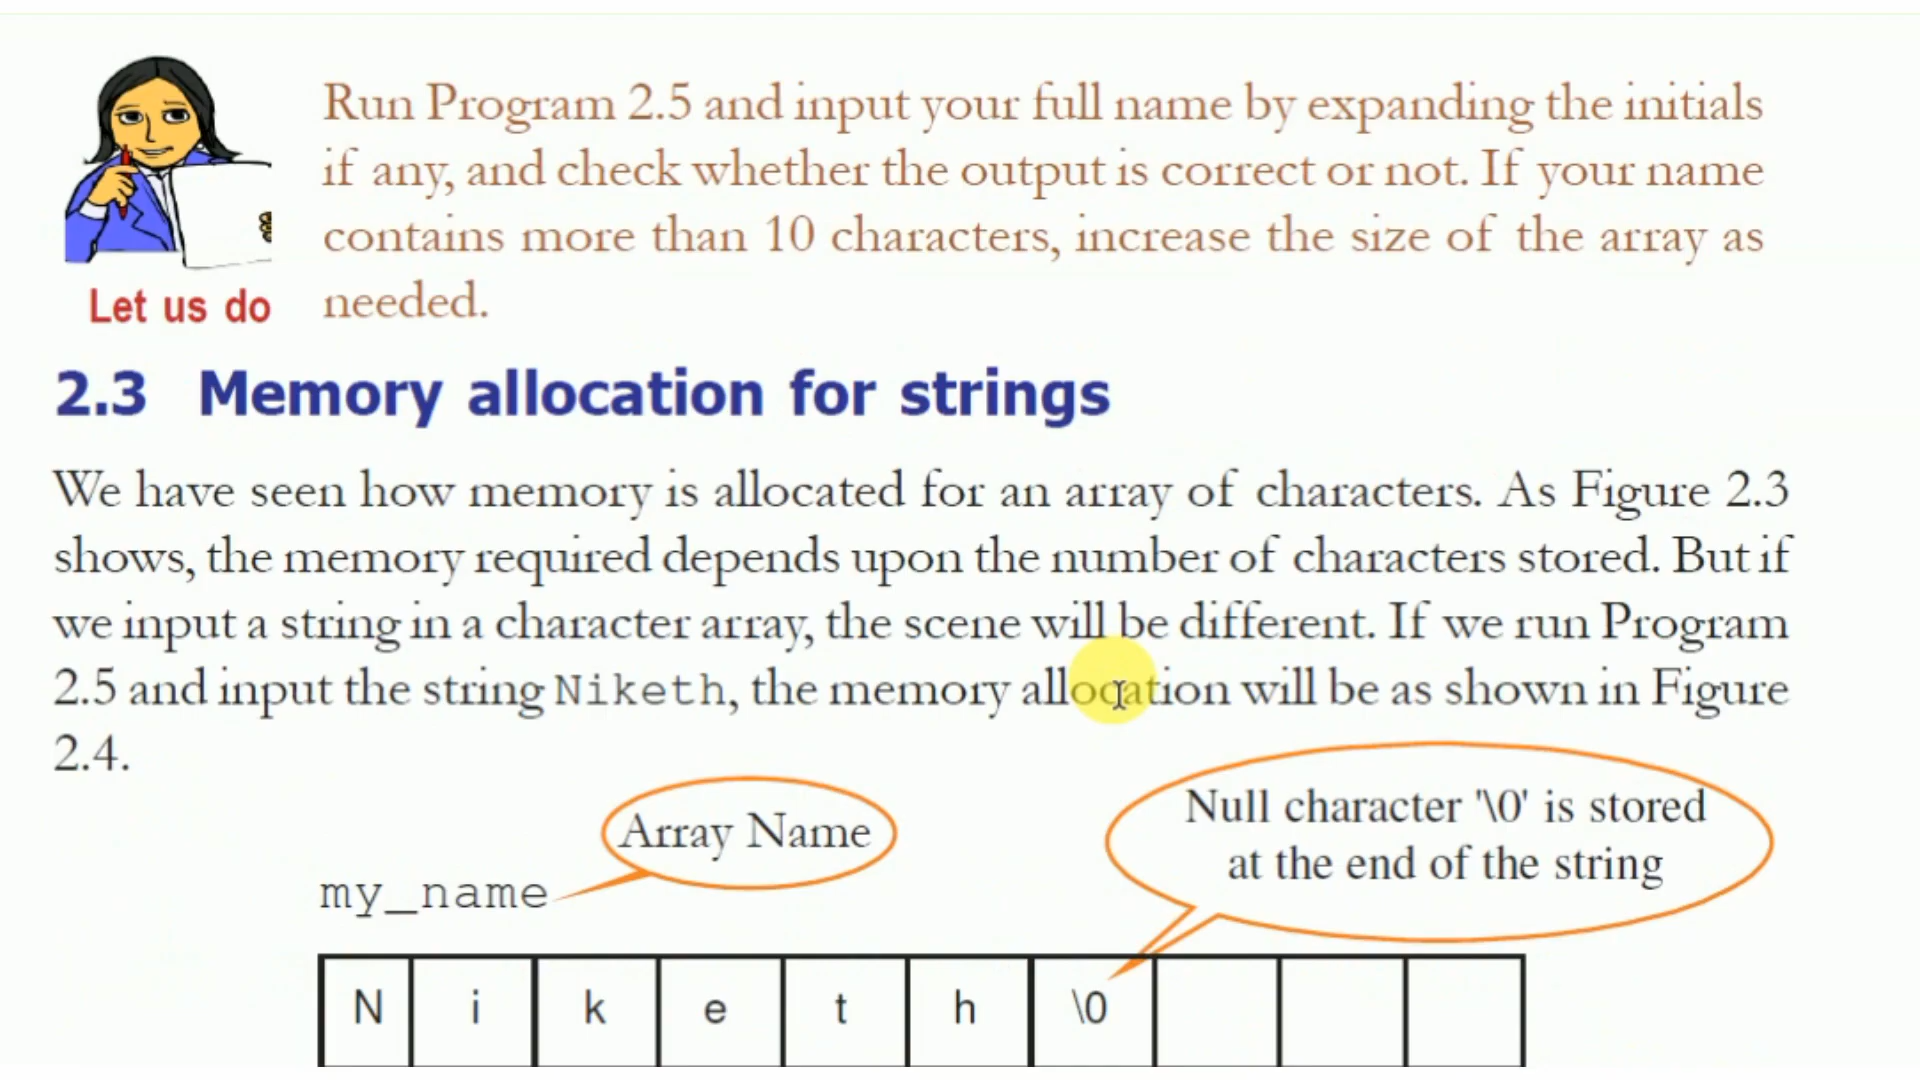 Run Program 2.5 and input your full name by expanding the initials
if any, and check whether the output is correct or not. If your name
contains more than 10 characters, increase the size of the array as
needed.
Let us do
2.3 Memory allocation for strings
We have seen how memory is allocated for an array of characters. As Figure 2.3
shows, the memory required depends upon the number of characters stored. But if
we input a string in a character array, the scene will be different. If we run Program
2.5 and input the string Niketh, the memory allocation will be as shown in Figure
2.4.
Array Name
Null character '\0' is stored
at the end of the string
my_name
N i k e t h \0